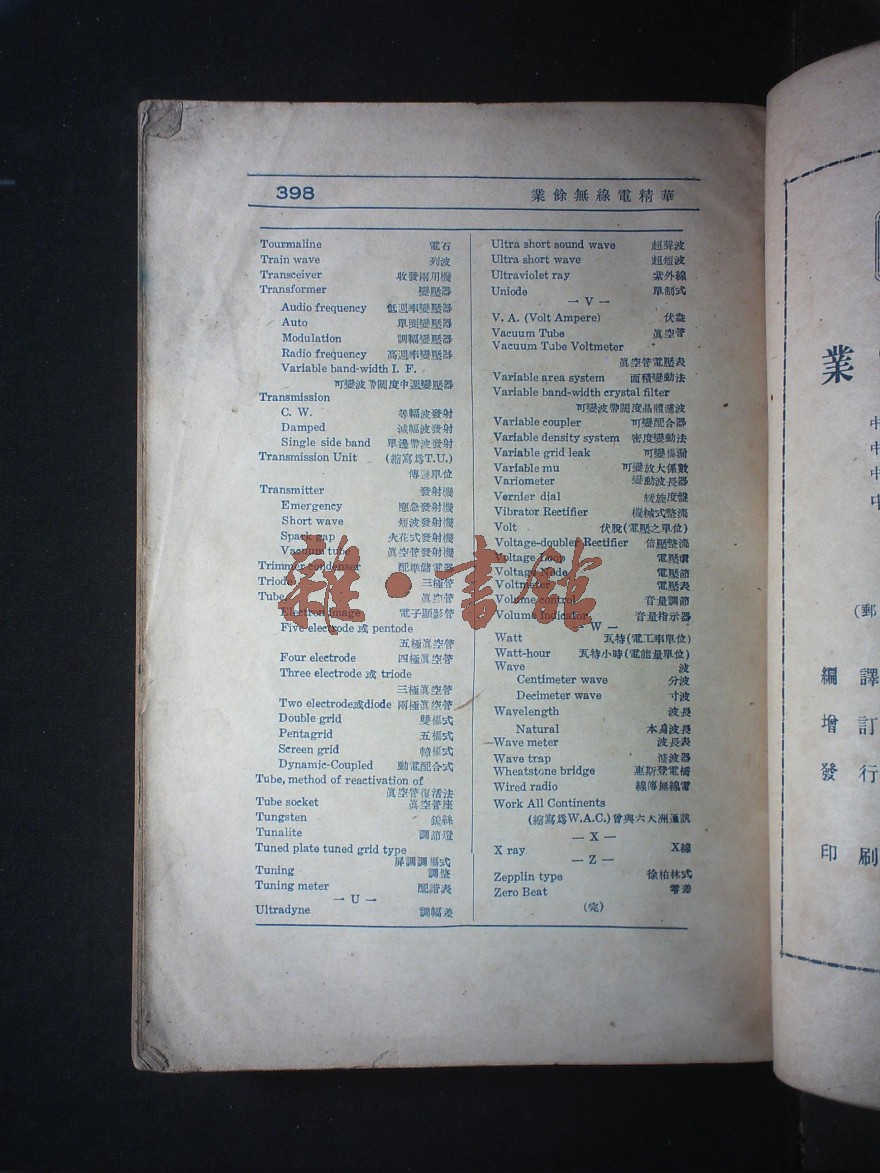 398 業餘無線電精華
Tourmaline 電石
Train wave 列波
Transceiver 收發兩用機
Transformer 變壓器
Audio frequency 低週率變壓器
Auto 單圈變壓器
Modulation 調幅變壓器
Radio frequency 高週率變壓器
Variable band-width I. F.
可變波帶闊度中週變壓器
Transmission
C. W. 等幅波發射
Damped 減幅波發射
Single side band 單邊帶波發射
Transmission Unit (縮寫爲T.U.)
傳遞單位
Transmitter 發射機
Emergency 應急發射機
Short wave 短波發射機
Spark gap 火花式發射機
Vacuum tube 眞空管發射機
Trimmer condenser 配準儲電器
Triode 三極管
Tube 眞空管
Electron image 電子顯影管
Five electrode 或 pentode
五極眞空管
Four electrode 四極眞空管
Three electrode 或 triode
三極眞空管
Two electrode或diode 兩極眞空管
Double grid 雙柵式
Pentagrid 五柵式
Screen grid 幛柵式
Dynamic-Coupled 動電配合式
Tube, method of reactivation of
眞空管復活法
Tube socket 眞空管座
Tungsten 鎢絲
Tunalite 調節燈
Tuned plate tuned grid type
屏調調柵式
Tuning 調整
Tuning meter 配諧表
— U —
Ultradyne 調幅差
Ultra short sound wave 超聲波
Ultra short wave 超短波
Ultraviolet ray 紫外線
Uniode 單制式
— V —
V. A. (Volt Ampere) 伏
Vacuum Tube 眞空管
Vacuum Tube Voltmeter
眞空管電壓表
Variable area system 面積變動法
Variable band-width crystal filter
可變波帶闊度晶體濾波
Variable coupler 可變配合器
Variable density system 密度變動法
Variable grid leak 可變柵漏
Variable mu 可變放大係數
Variometer 變動波長器
Vernier dial 緩旋度盤
Vibrator Rectifier 機械式整流
Volt 伏脫(電壓之單位)
Voltage-doubler Rectifier 倍壓整流
Voltage Loop 電壓
Voltage Node 電壓節
Voltmeter 電壓表
Volume control 音量調節
Volume Indicator 音量指示器
— W —
Watt 瓦特(電工率單位)
Watt-hour 瓦特小時(電能量單位)
Wave 波
Centimeter wave 分波
Decimeter wave 寸波
Wavelength 波長
Natural 本身波長
Wave meter 波長表
Wave trap 濾波器
Wheatstone bridge 惠斯登電橋
Wired radio 線傳無線電
Work All Continents
(縮寫爲W.A.C.)曾與六大洲通訊
— X —
X ray X線
— Z —
Zepplin type 徐柏林式
Zero Beat 零差
(完)
雜·書館
業
(郵
編譯
增訂
發行
印刷